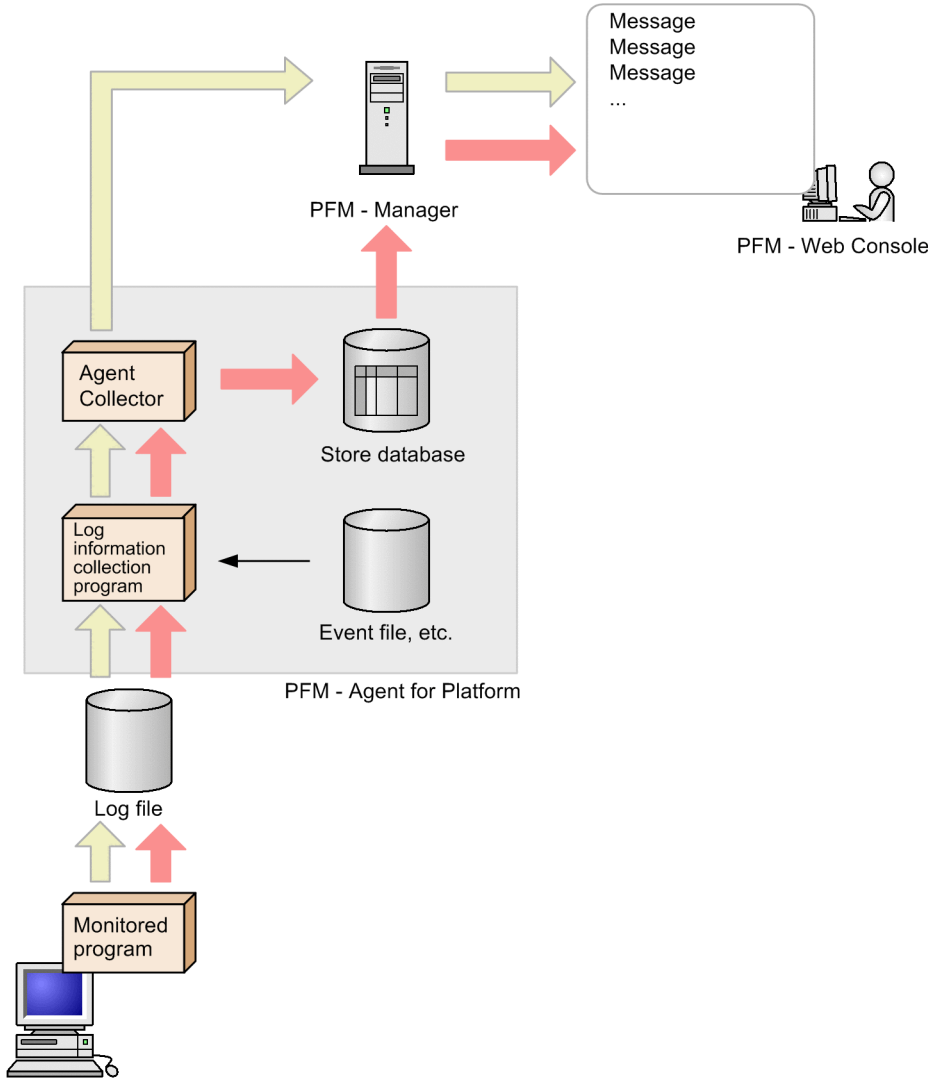 Message
Message
Message
...
PFM - Manager
PFM - Web Console
Agent
Collector
Store database
Log
information
collection
program
Event file, etc.
PFM - Agent for Platform
Log file
Monitored
program